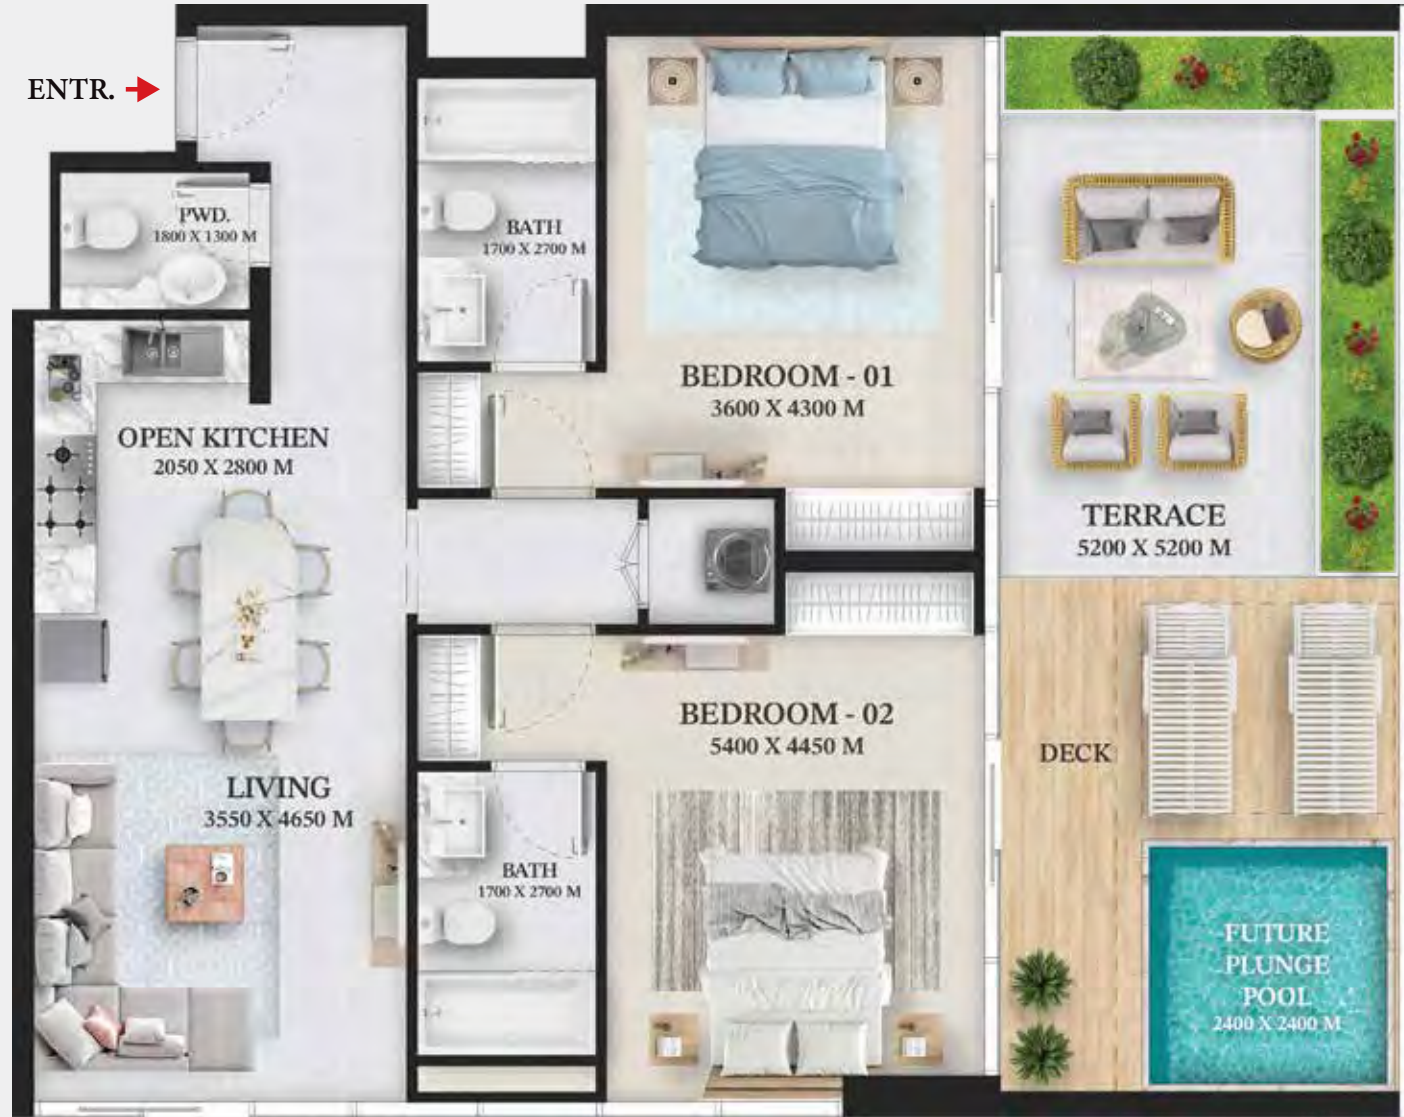 ENTR.
PWD.
1800 X 1300 M
BATH
1700 X 2700 M
BEDROOM - 01
3600 X 4300 M
OPEN KITCHEN
2050 X 2800 M
TERRACE
5200 X 5200 M
BEDROOM - 02
5400 X 4450 M
DECK
LIVING
3550 X 4650 M
BATH
1700 X 2700 M
FUTURE
PLUNGE
POOL
2400 X 2400 M